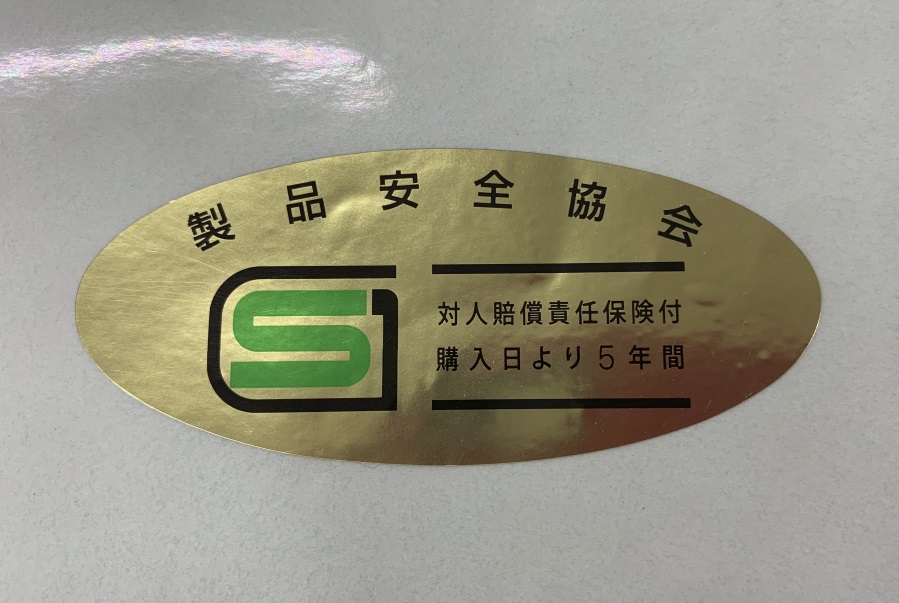 製品安全協会
SG
対人賠償責任保険付
購入日より5年間